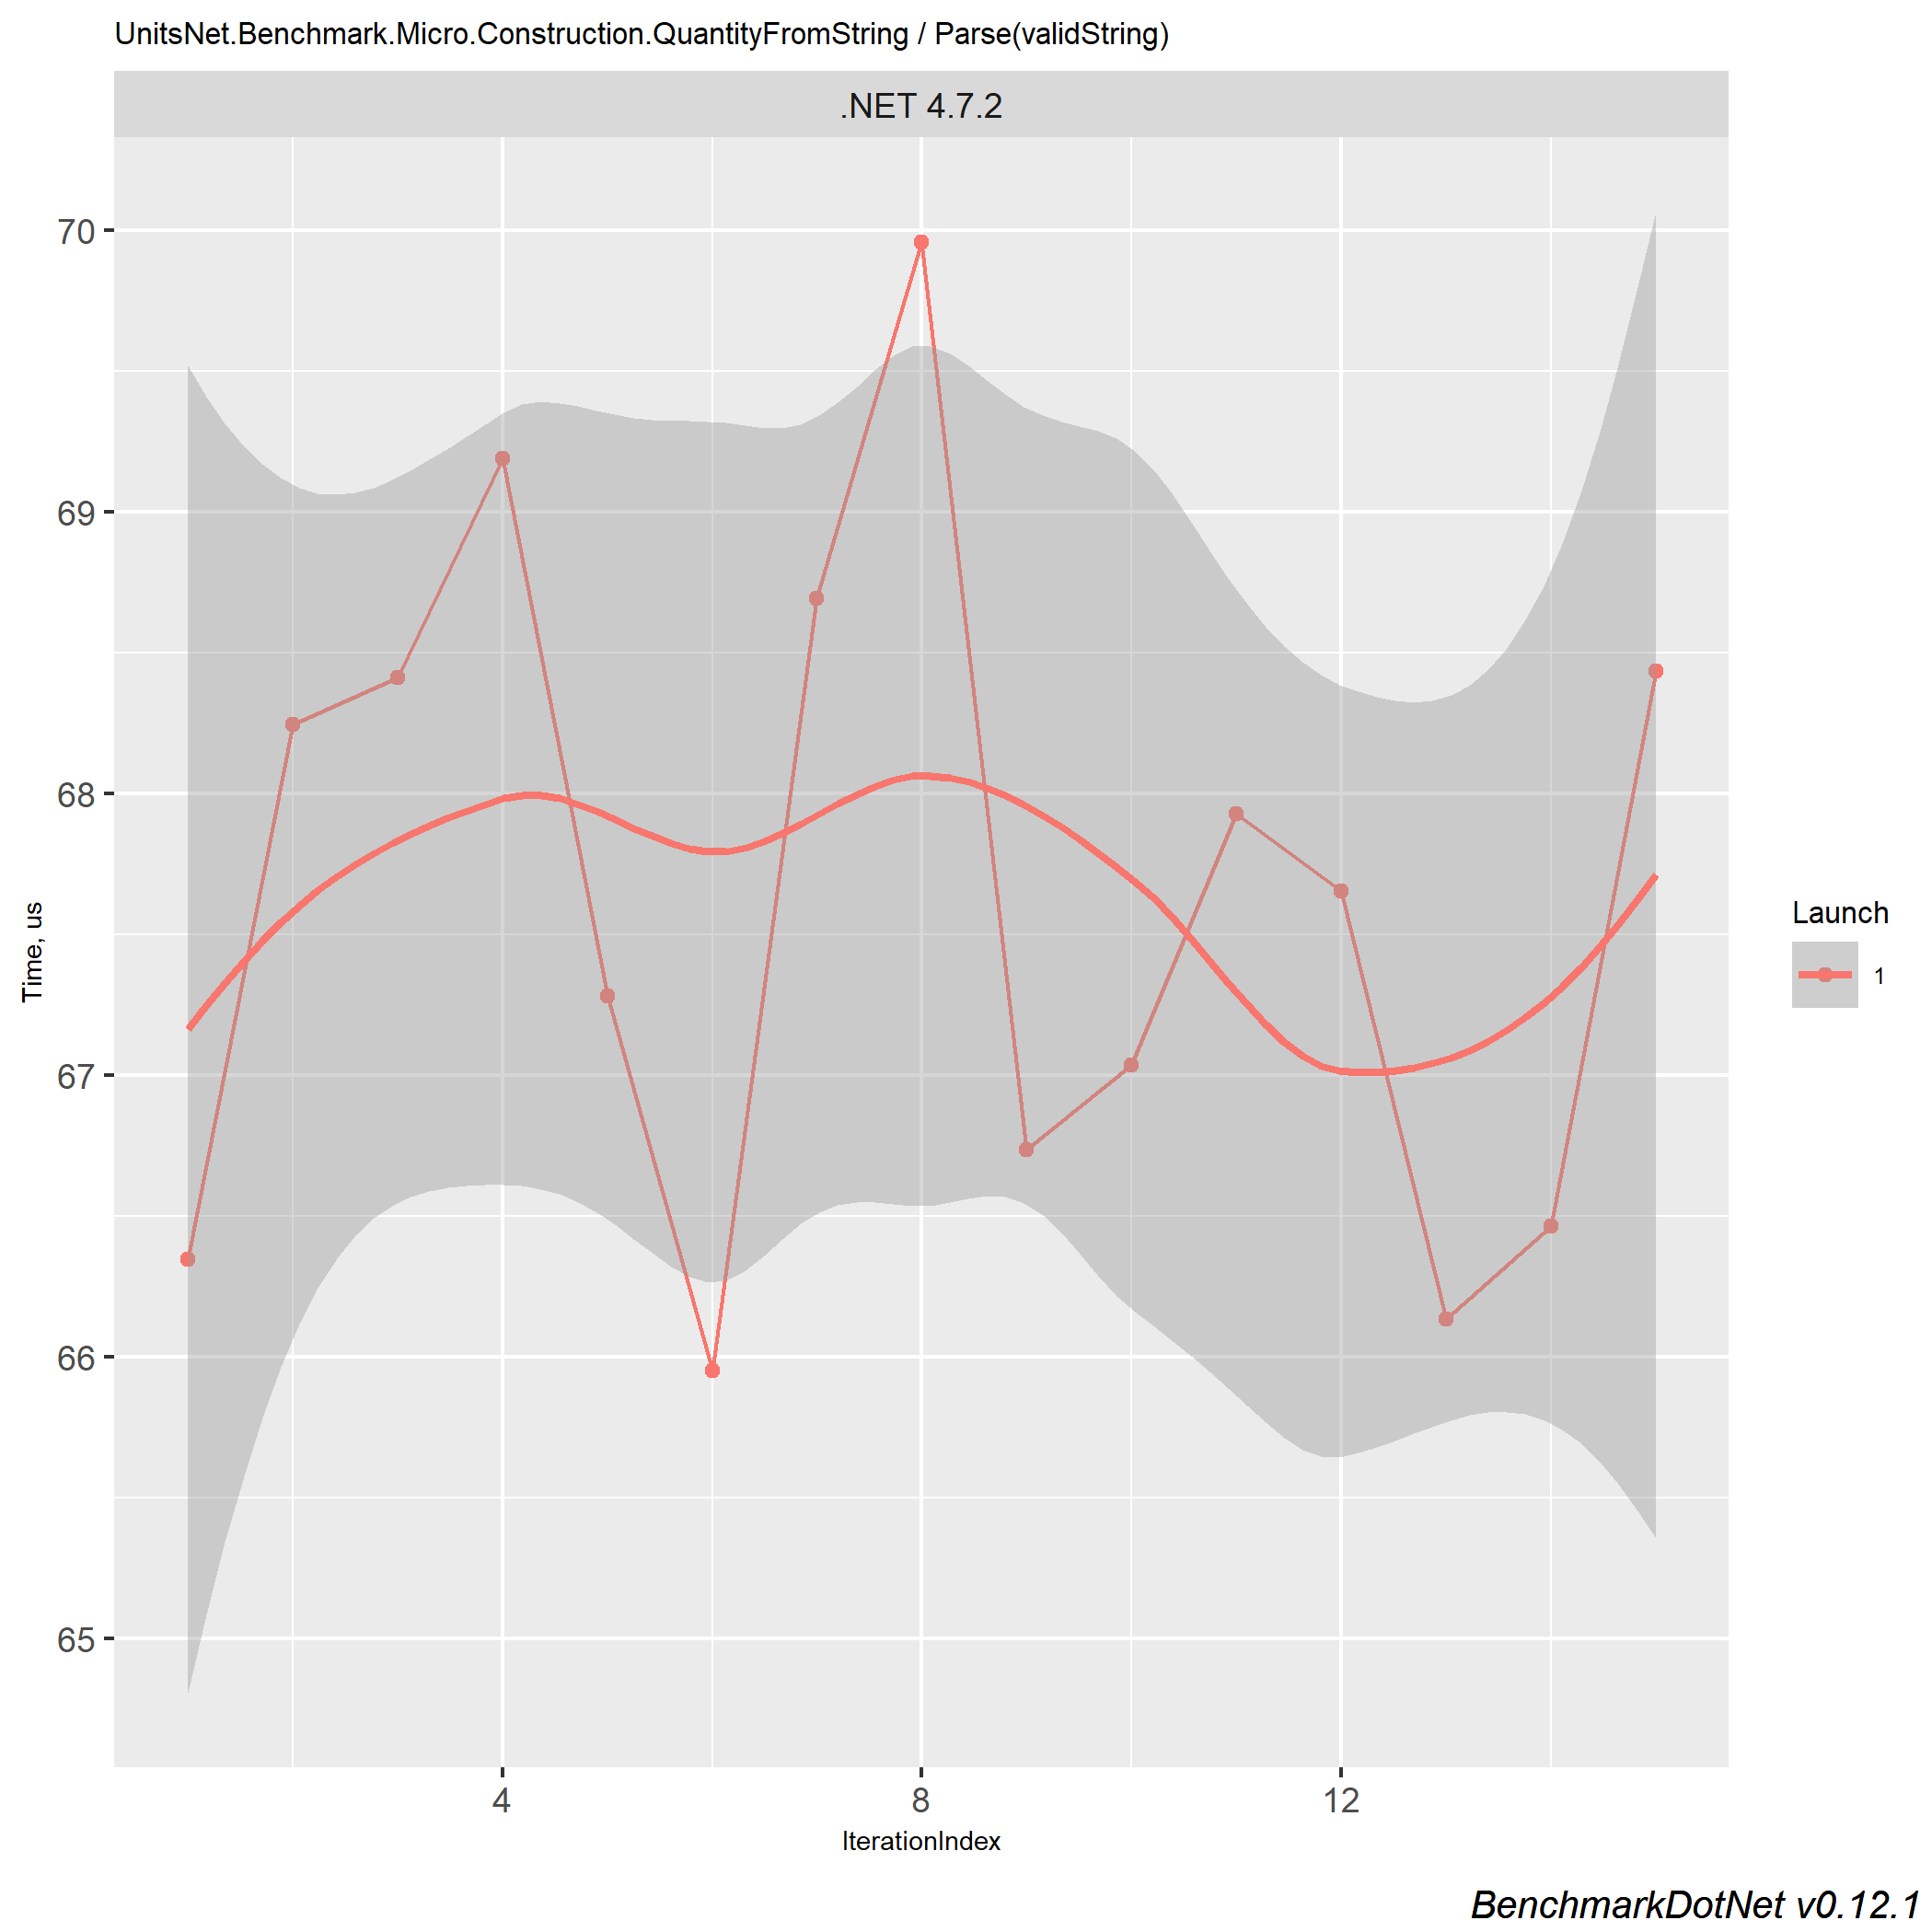 UnitsNet.Benchmark.Micro.Construction.QuantityFromString / Parse(validString)
.NET 4.7.2
70
69
68
67
66
65
Time, us
4 8 12
IterationIndex
Launch
1
BenchmarkDotNet v0.12.1